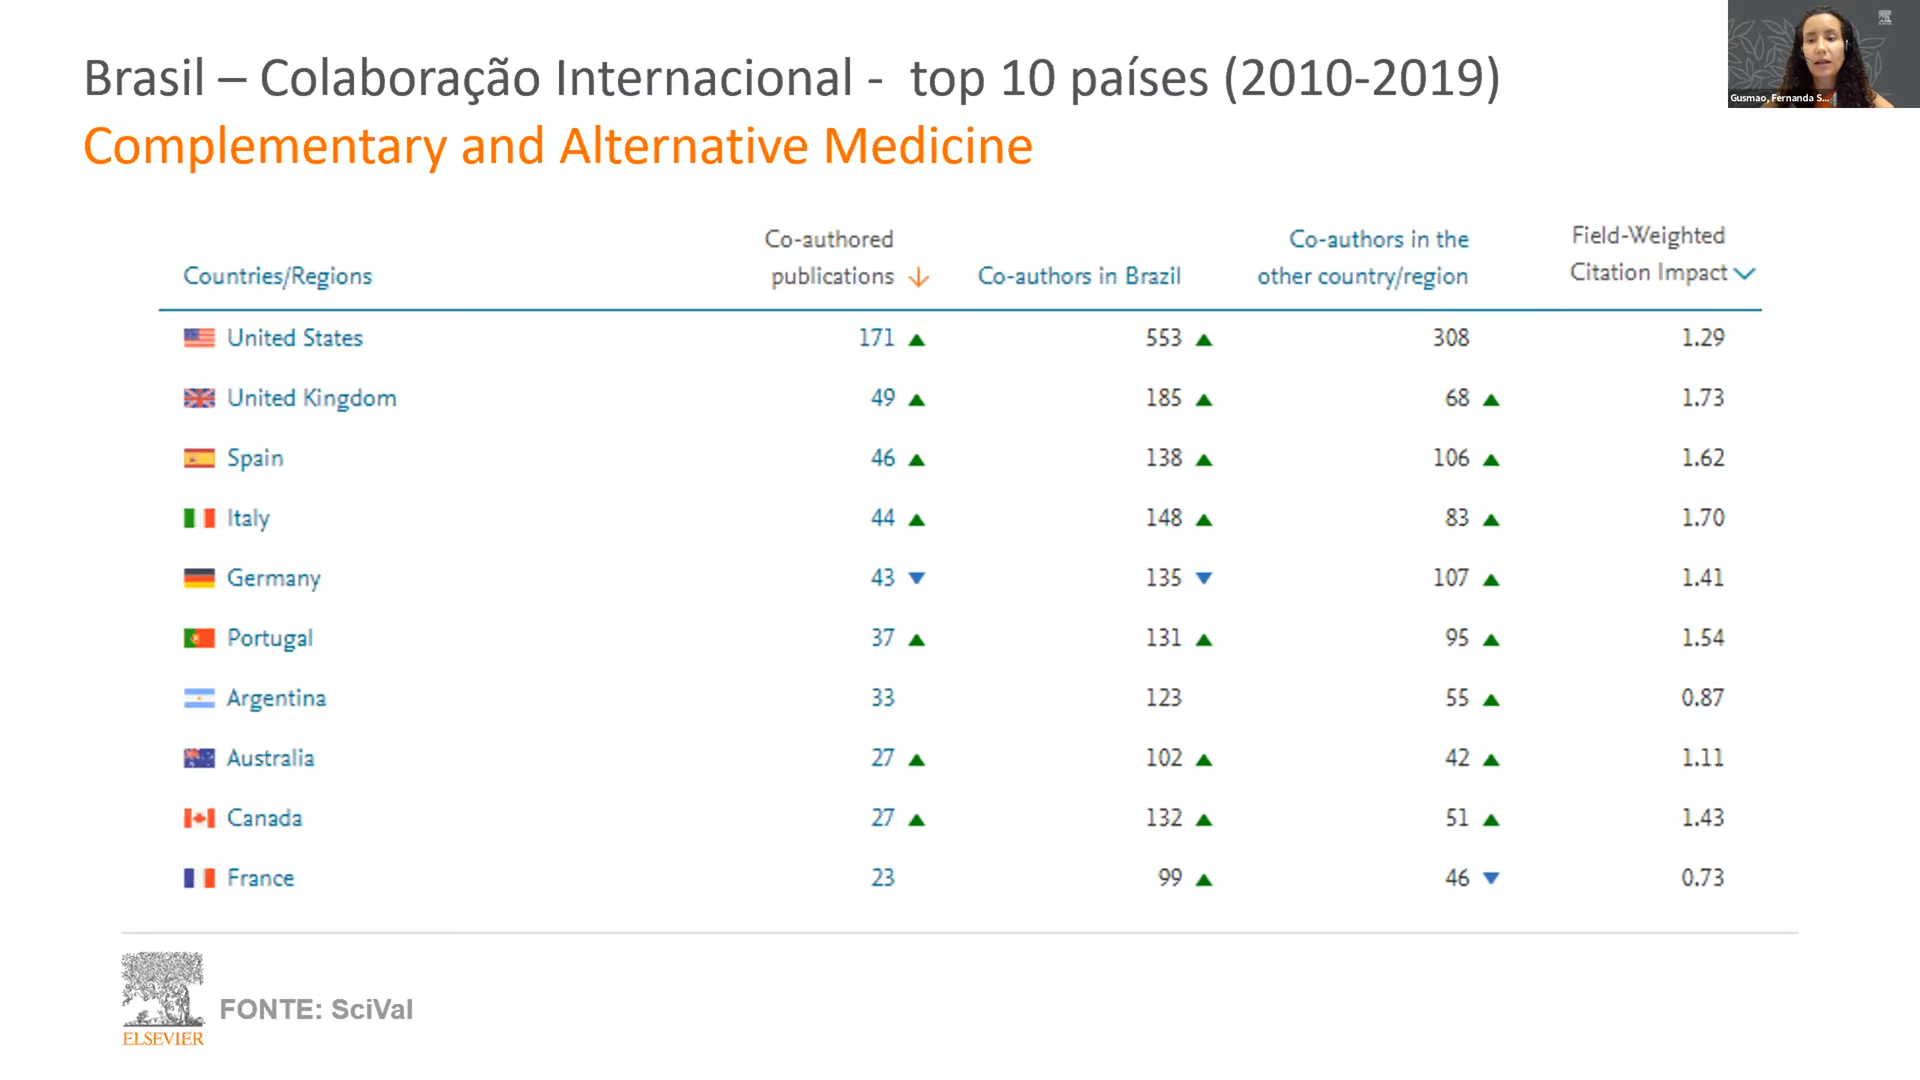 Brasil – Colaboração Internacional -  top 10 países (2010-2019)
Complementary and Alternative Medicine
Gusmao, Fernanda S...
Countries/Regions Co-authored publications Co-authors in Brazil Co-authors in the other country/region Field-Weighted Citation Impact
United States 171 553 308 1.29
United Kingdom 49 185 68 1.73
Spain 46 138 106 1.62
Italy 44 148 83 1.70
Germany 43 135 107 1.41
Portugal 37 131 95 1.54
Argentina 33 123 55 0.87
Australia 27 102 42 1.11
Canada 27 132 51 1.43
France 23 99 46 0.73
FONTE: SciVal
ELSEVIER